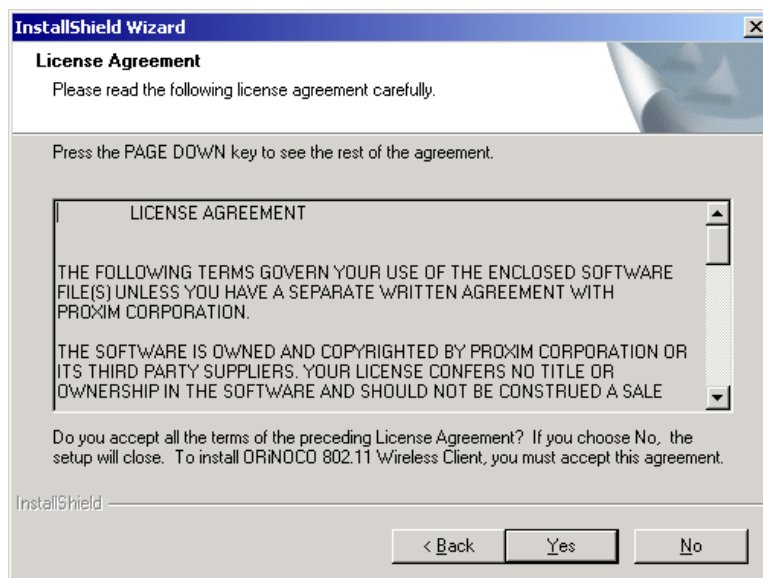 InstallShield Wizard
License Agreement
Please read the following license agreement carefully.
Press the PAGE DOWN key to see the rest of the agreement.
LICENSE AGREEMENT
THE FOLLOWING TERMS GOVERN YOUR USE OF THE ENCLOSED SOFTWARE
FILE(S) UNLESS YOU HAVE A SEPARATE WRITTEN AGREEMENT WITH
PROXIM CORPORATION.
THE SOFTWARE IS OWNED AND COPYRIGHTED BY PROXIM CORPORATION OR
ITS THIRD PARTY SUPPLIERS. YOUR LICENSE CONFERS NO TITLE OR
OWNERSHIP IN THE SOFTWARE AND SHOULD NOT BE CONSTRUED A SALE
Do you accept all the terms of the preceding License Agreement? If you choose No, the
setup will close. To install ORiNOCO 802.11 Wireless Client, you must accept this agreement.
InstallShield
< Back
Yes
No